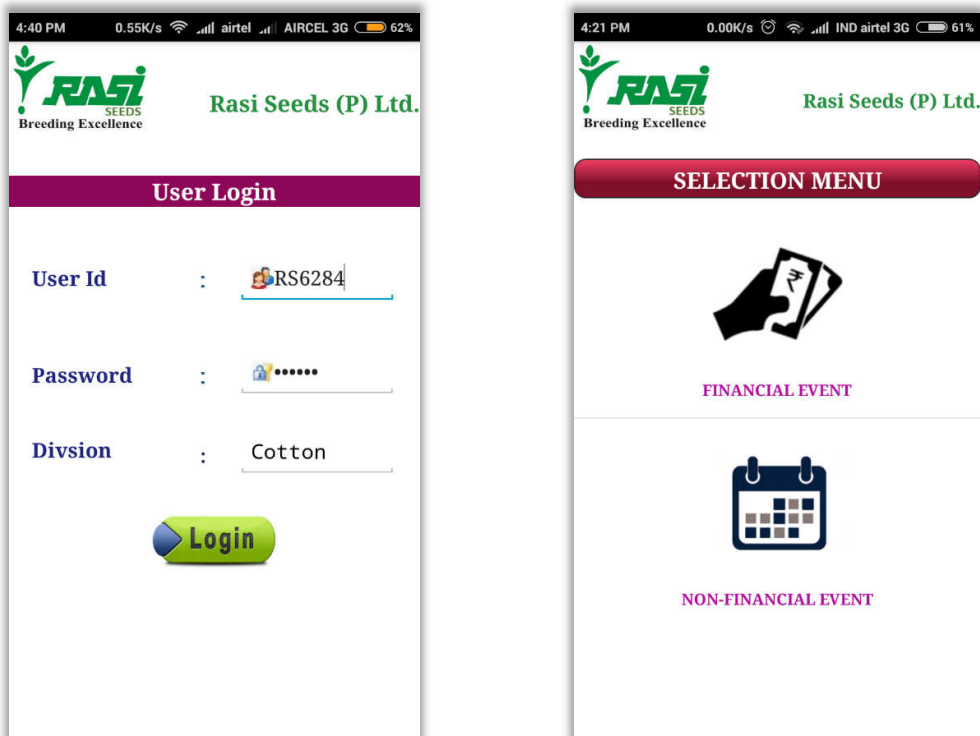 4:40 PM 0.55K/s airtel AIRCEL 3G 62%
RASI
SEEDS
Breeding Excellence
Rasi Seeds (P) Ltd.
User Login
User Id : RS6284
Password : ••••••
Divsion : Cotton
Login
4:21 PM 0.00K/s IND airtel 3G 61%
RASI
SEEDS
Breeding Excellence
Rasi Seeds (P) Ltd.
SELECTION MENU
₹
FINANCIAL EVENT
NON-FINANCIAL EVENT